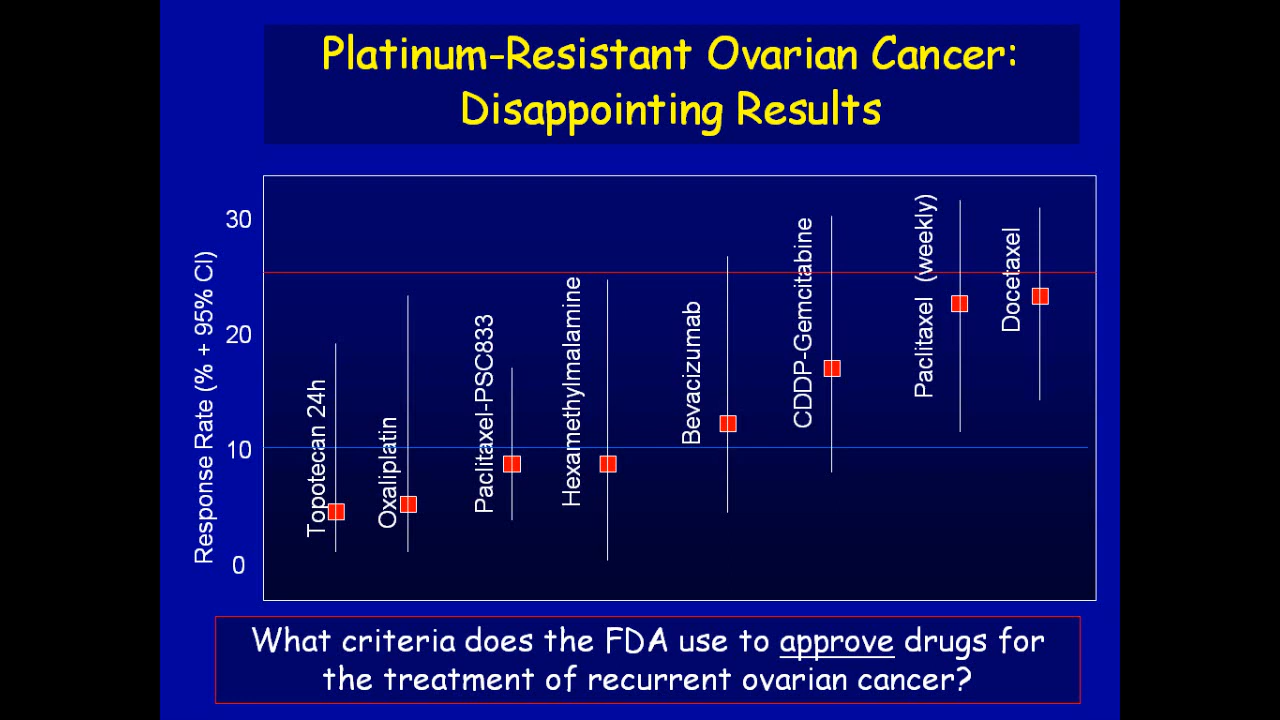 Platinum-Resistant Ovarian Cancer:
Disappointing Results
Response Rate (% + 95% CI)
30
20
10
0
Topotecan 24h
Oxaliplatin
Paclitaxel-PSC833
Hexamethylmalamine
Bevacizumab
CDDP-Gemcitabine
Paclitaxel (weekly)
Docetaxel
What criteria does the FDA use to approve drugs for
the treatment of recurrent ovarian cancer?